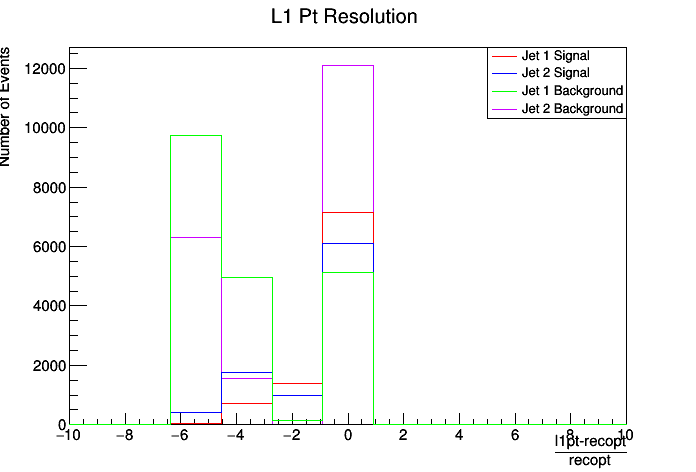 L1 Pt Resolution
Number of Events
12000
10000
8000
6000
4000
2000
0
Jet 1 Signal
Jet 2 Signal
Jet 1 Background
Jet 2 Background
−10 −8 −6 −4 −2 0 2 4 6 8 10
l1pt-recopt
recopt